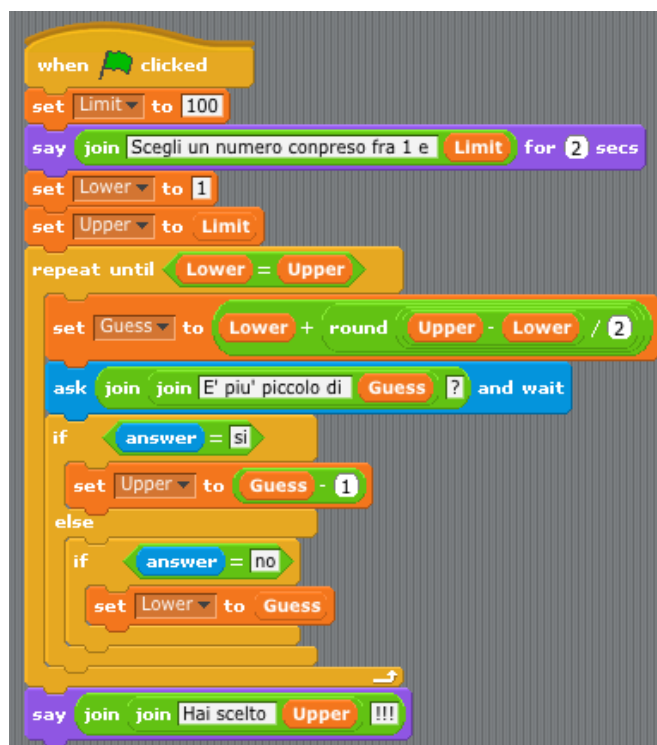 when clicked
set Limit to 100
say join Scegli un numero conpreso fra 1 e Limit for 2 secs
set Lower to 1
set Upper to Limit
repeat until Lower = Upper
set Guess to Lower + round Upper - Lower / 2
ask join join E' piu' piccolo di Guess ? and wait
if answer = si
set Upper to Guess - 1
else
if answer = no
set Lower to Guess
say join join Hai scelto Upper !!!